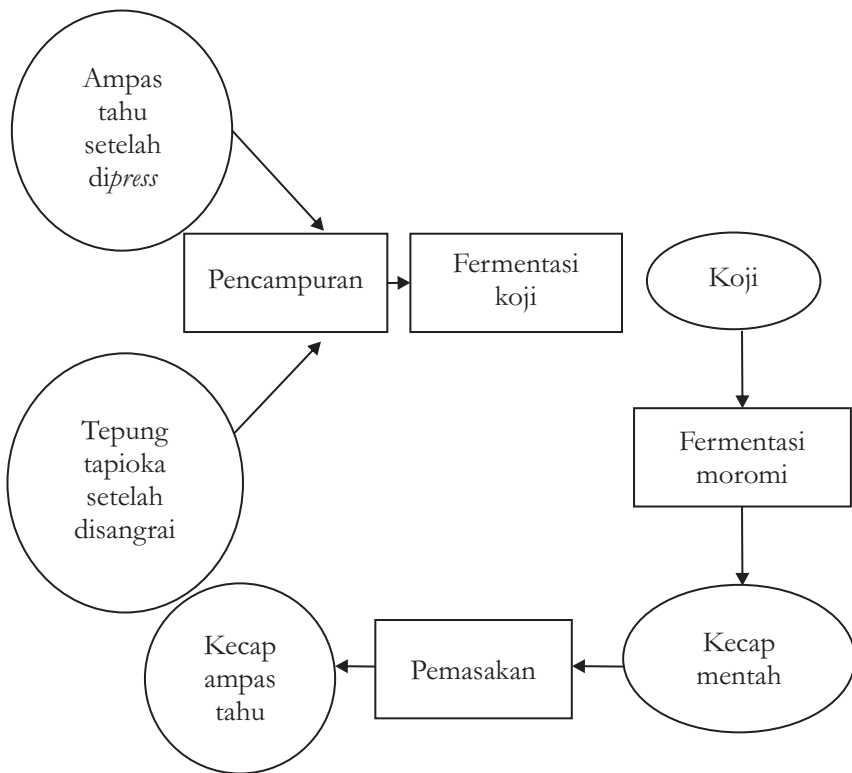 Ampas
tahu
setelah
dipress
Pencampuran
Fermentasi
koji
Koji
Tepung
tapioka
setelah
disangrai
Fermentasi
moromi
Kecap
mentah
Pemasakan
Kecap
ampas
tahu